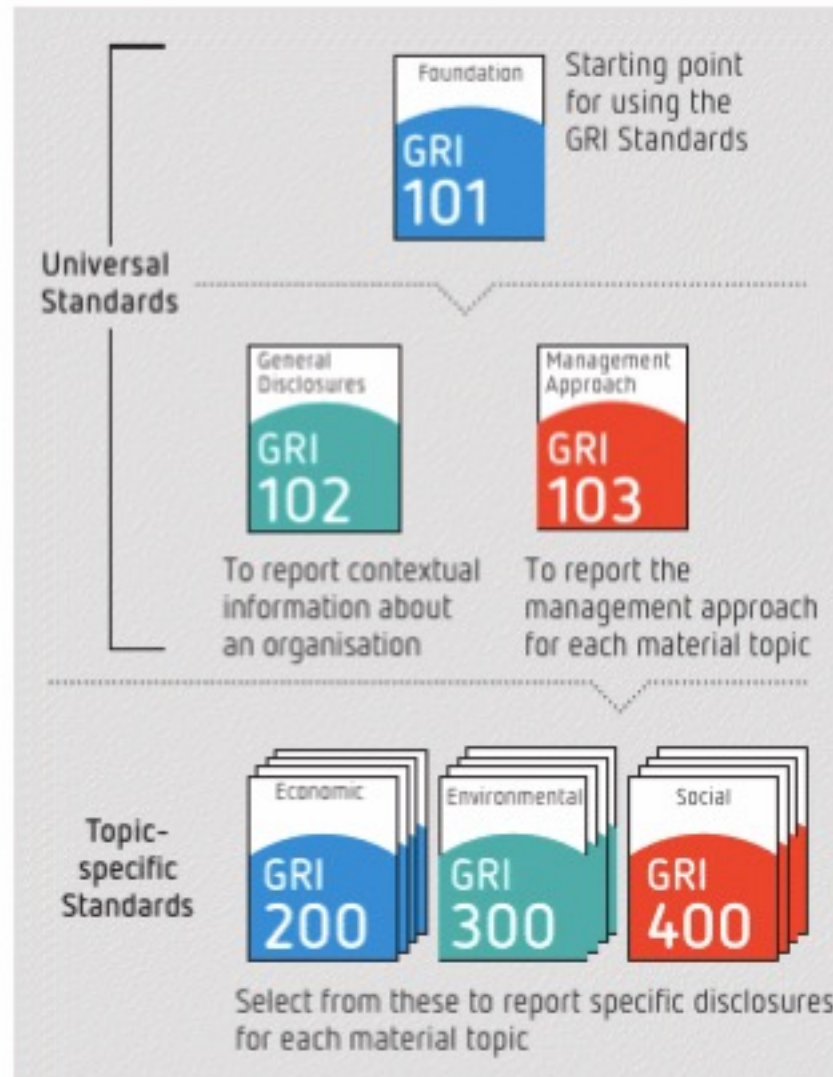 Foundation
GRI
101
Starting point
for using the
GRI Standards
Universal
Standards
General
Disclosures
GRI
102
Management
Approach
GRI
103
To report contextual
information about
an organisation
To report the
management approach
for each material topic
Topic-
specific
Standards
Economic
GRI
200
Environmental
GRI
300
Social
GRI
400
Select from these to report specific disclosures
for each material topic